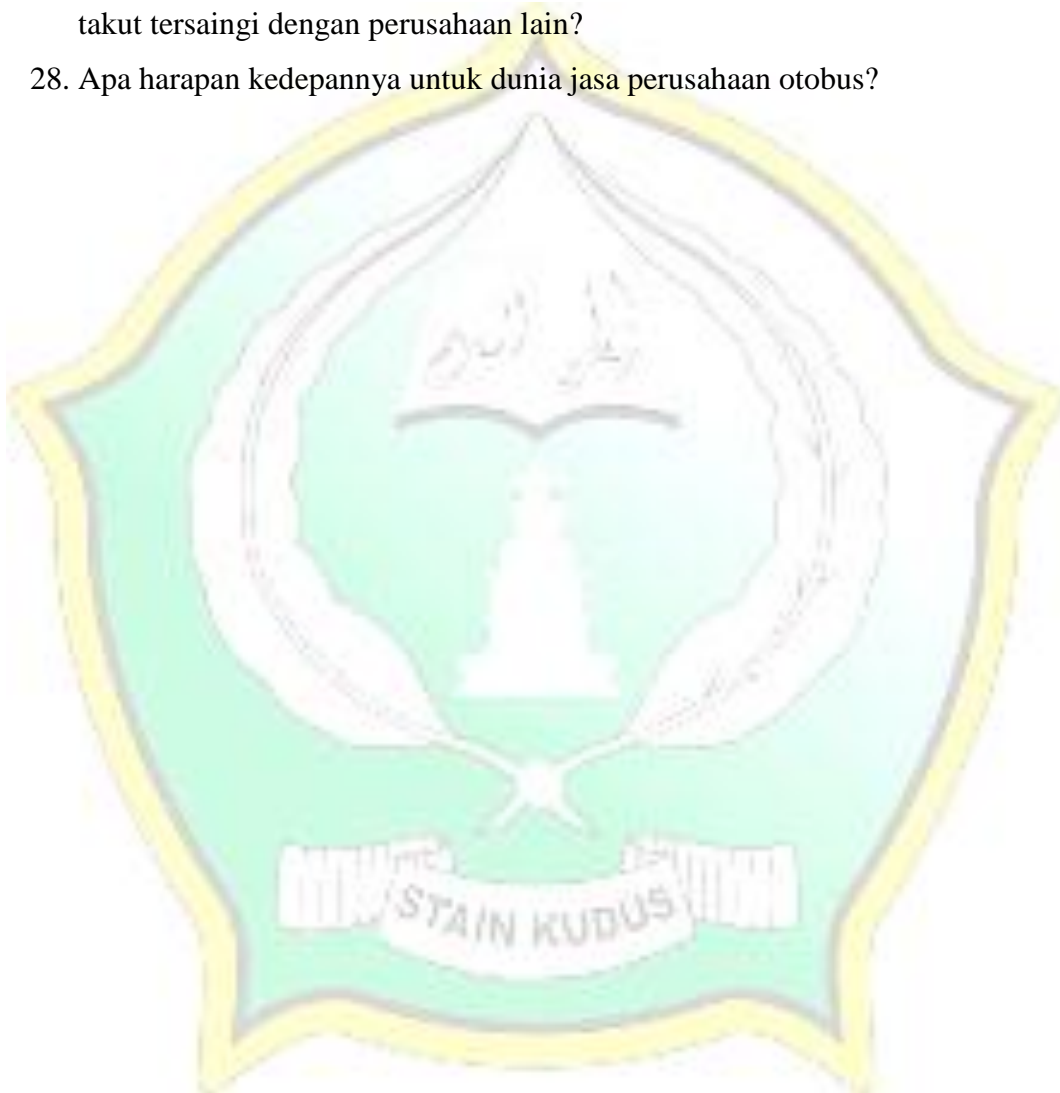 takut tersaingi dengan perusahaan lain?
28. Apa harapan kedepannya untuk dunia jasa perusahaan otobus?
STAIN KUDUS